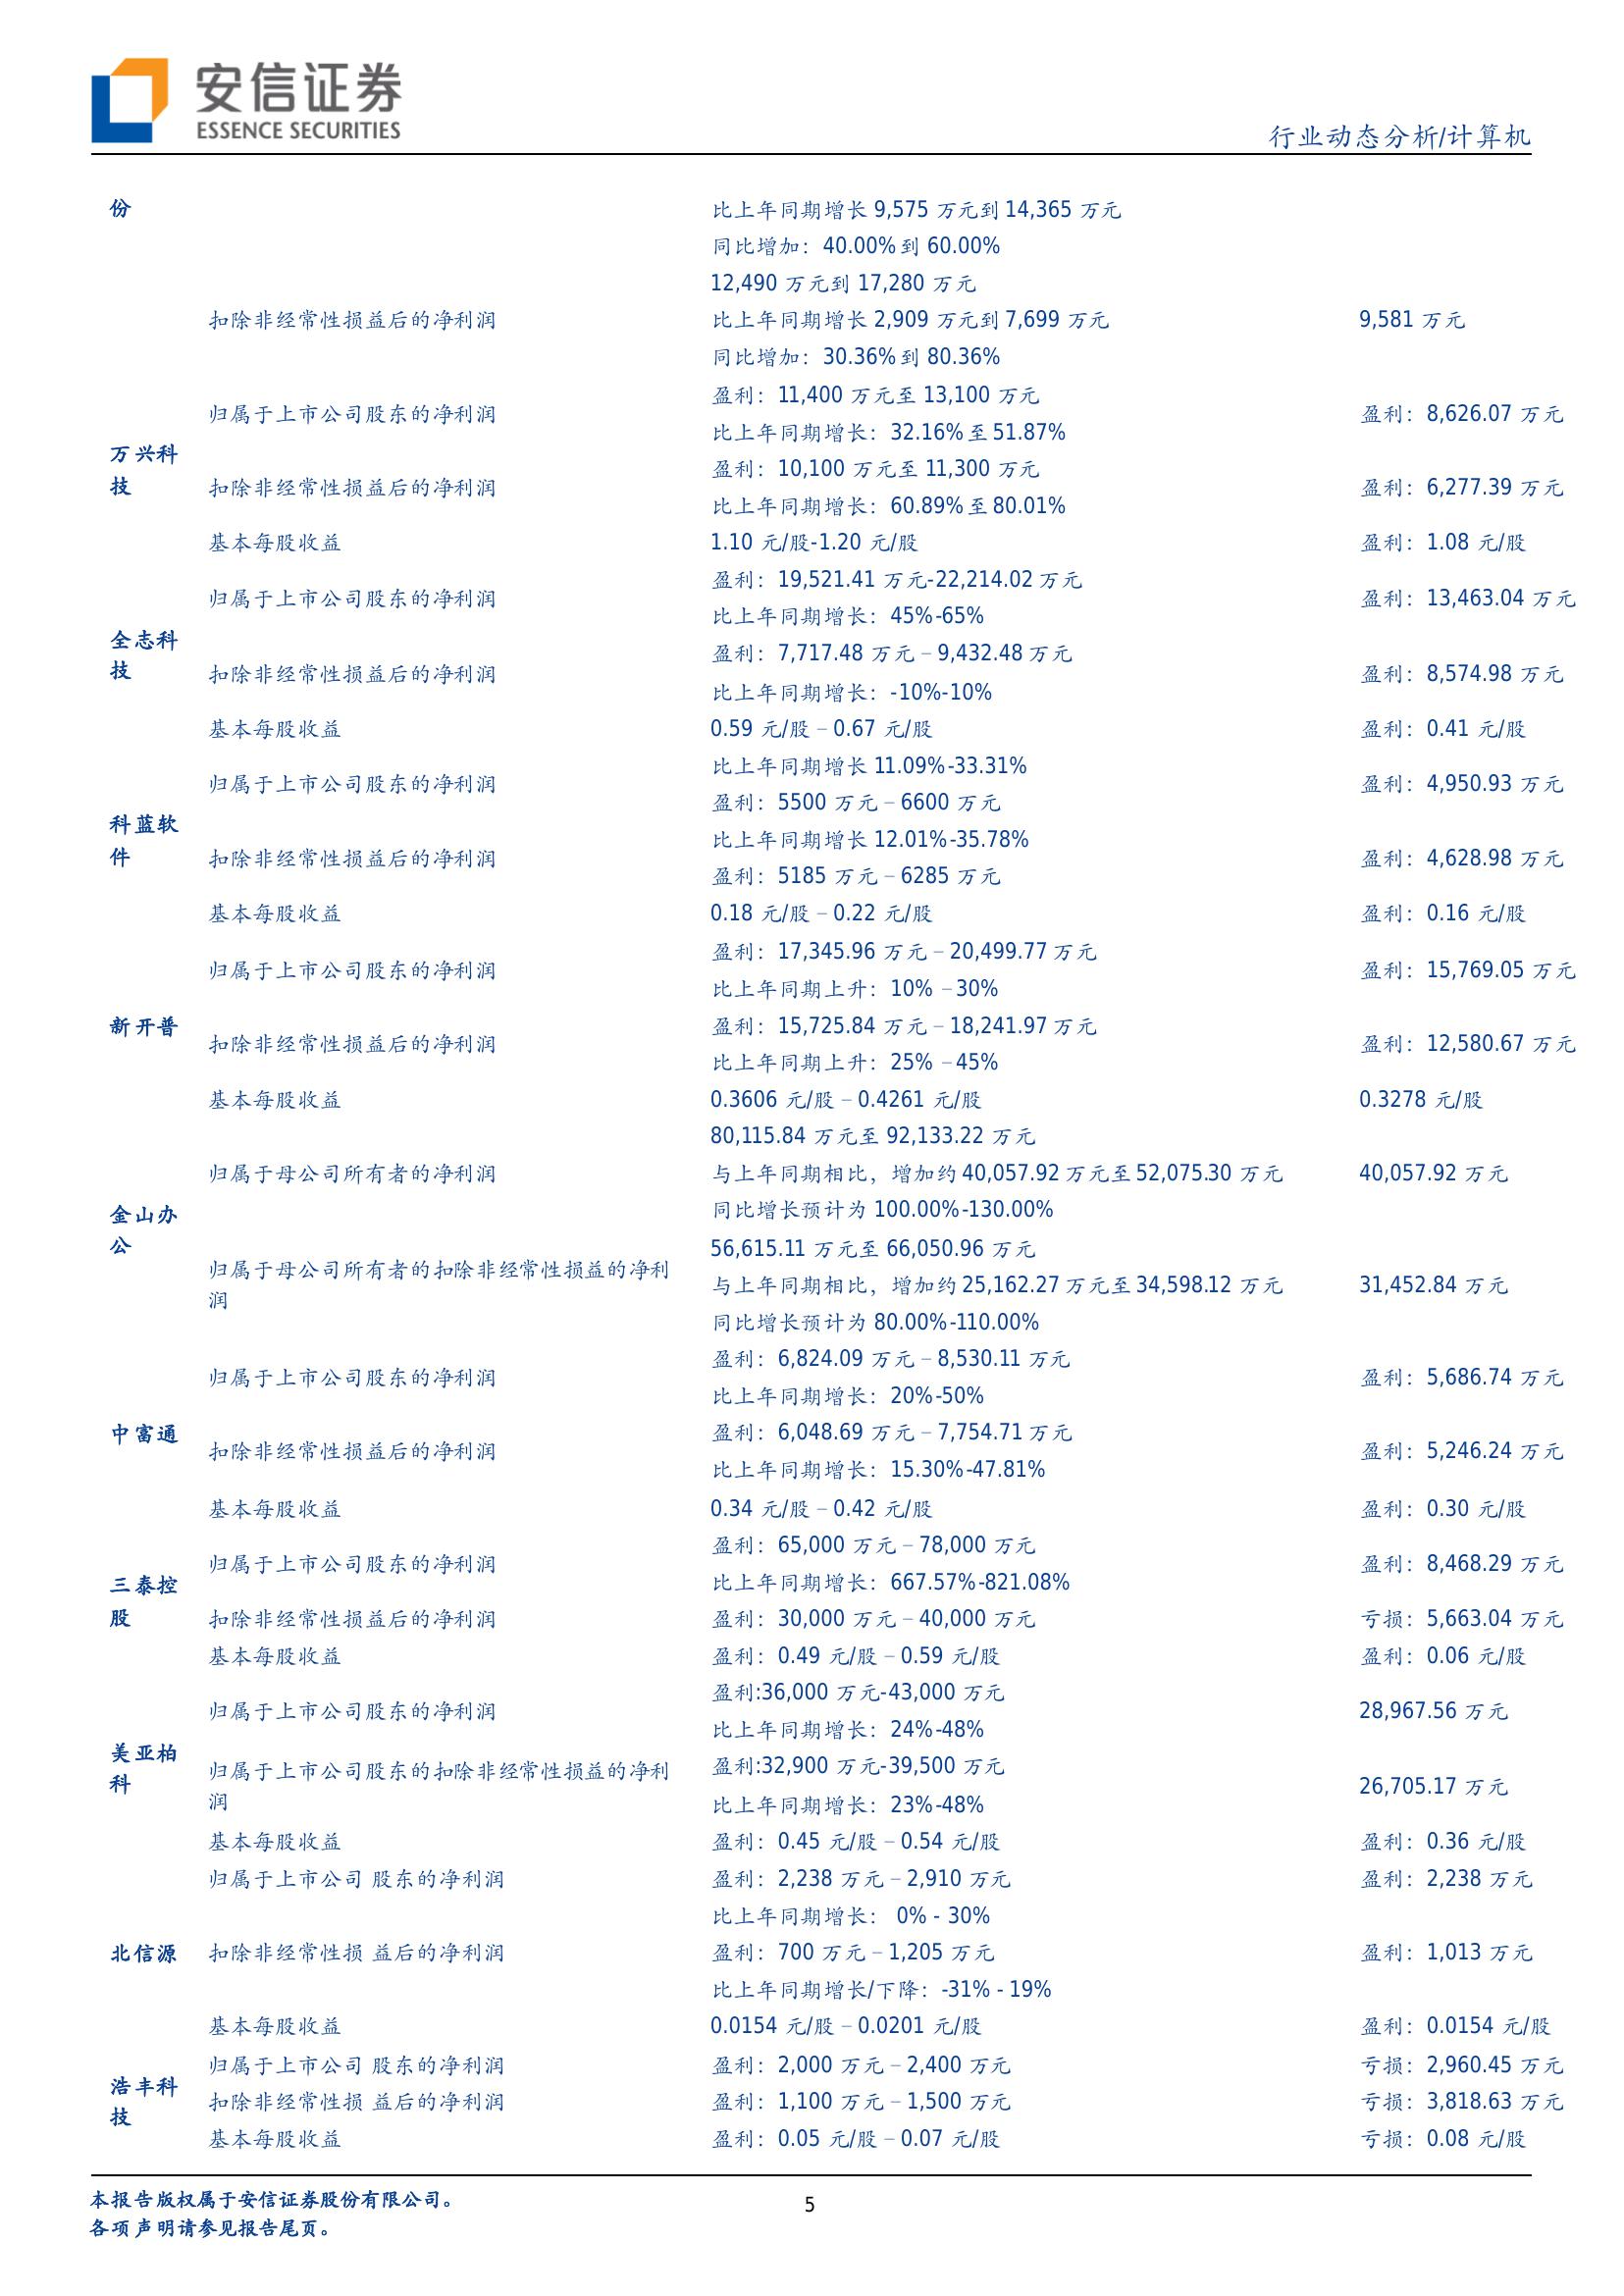 安信证券
ESSENCE SECURITIES
行业动态分析/计算机
份
比上年同期增长 9,575 万元到 14,365 万元
同比增加：40.00%到 60.00%
12,490 万元到 17,280 万元
扣除非经常性损益后的净利润
比上年同期增长 2,909 万元到 7,699 万元
9,581 万元
同比增加：30.36%到 80.36%
万兴科
技
归属于上市公司股东的净利润
盈利：11,400 万元至 13,100 万元
比上年同期增长：32.16%至51.87%
盈利：8,626.07 万元
扣除非经常性损益后的净利润
盈利：10,100 万元至 11,300 万元
比上年同期增长：60.89%至80.01%
盈利：6,277.39 万元
基本每股收益
1.10 元/股-1.20 元/股
盈利：1.08 元/股
全志科
技
归属于上市公司股东的净利润
盈利：19,521.41 万元-22,214.02 万元
比上年同期增长：45%-65%
盈利：13,463.04 万元
扣除非经常性损益后的净利润
盈利：7,717.48 万元 – 9,432.48 万元
比上年同期增长：-10%-10%
盈利：8,574.98 万元
基本每股收益
0.59 元/股 – 0.67 元/股
盈利：0.41 元/股
科蓝软
件
归属于上市公司股东的净利润
比上年同期增长 11.09%-33.31%
盈利：5500 万元 – 6600 万元
盈利：4,950.93 万元
扣除非经常性损益后的净利润
比上年同期增长 12.01%-35.78%
盈利：5185 万元 – 6285 万元
盈利：4,628.98 万元
基本每股收益
0.18 元/股 – 0.22 元/股
盈利：0.16 元/股
新开普
归属于上市公司股东的净利润
盈利：17,345.96 万元 – 20,499.77 万元
比上年同期上升：10% – 30%
盈利：15,769.05 万元
扣除非经常性损益后的净利润
盈利：15,725.84 万元 – 18,241.97 万元
比上年同期上升：25% – 45%
盈利：12,580.67 万元
基本每股收益
0.3606 元/股 – 0.4261 元/股
0.3278 元/股
金山办
公
归属于母公司所有者的净利润
80,115.84 万元至 92,133.22 万元
与上年同期相比，增加约 40,057.92 万元至 52,075.30 万元
同比增长预计为 100.00%-130.00%
40,057.92 万元
归属于母公司所有者的扣除非经常性损益的净利
润
56,615.11 万元至 66,050.96 万元
与上年同期相比，增加约 25,162.27 万元至 34,598.12 万元
同比增长预计为 80.00%-110.00%
31,452.84 万元
中富通
归属于上市公司股东的净利润
盈利：6,824.09 万元 – 8,530.11 万元
比上年同期增长：20%-50%
盈利：5,686.74 万元
扣除非经常性损益后的净利润
盈利：6,048.69 万元 – 7,754.71 万元
比上年同期增长：15.30%-47.81%
盈利：5,246.24 万元
基本每股收益
0.34 元/股 – 0.42 元/股
盈利：0.30 元/股
三泰控
股
归属于上市公司股东的净利润
盈利：65,000 万元 – 78,000 万元
比上年同期增长：667.57%-821.08%
盈利：8,468.29 万元
扣除非经常性损益后的净利润
盈利：30,000 万元 – 40,000 万元
亏损：5,663.04 万元
基本每股收益
盈利：0.49 元/股 – 0.59 元/股
盈利：0.06 元/股
美亚柏
科
归属于上市公司股东的净利润
盈利:36,000 万元-43,000 万元
比上年同期增长：24%-48%
28,967.56 万元
归属于上市公司股东的扣除非经常性损益的净利
润
盈利:32,900 万元-39,500 万元
比上年同期增长：23%-48%
26,705.17 万元
基本每股收益
盈利：0.45 元/股 – 0.54 元/股
盈利：0.36 元/股
北信源
归属于上市公司 股东的净利润
盈利：2,238 万元 – 2,910 万元
盈利：2,238 万元
比上年同期增长： 0% - 30%
扣除非经常性损 益后的净利润
盈利：700 万元 – 1,205 万元
盈利：1,013 万元
比上年同期增长/下降：-31% - 19%
基本每股收益
0.0154 元/股 – 0.0201 元/股
盈利：0.0154 元/股
浩丰科
技
归属于上市公司 股东的净利润
盈利：2,000 万元 – 2,400 万元
亏损：2,960.45 万元
扣除非经常性损 益后的净利润
盈利：1,100 万元 – 1,500 万元
亏损：3,818.63 万元
基本每股收益
盈利：0.05 元/股 – 0.07 元/股
亏损：0.08 元/股
本报告版权属于安信证券股份有限公司。
各项声明请参见报告尾页。
5